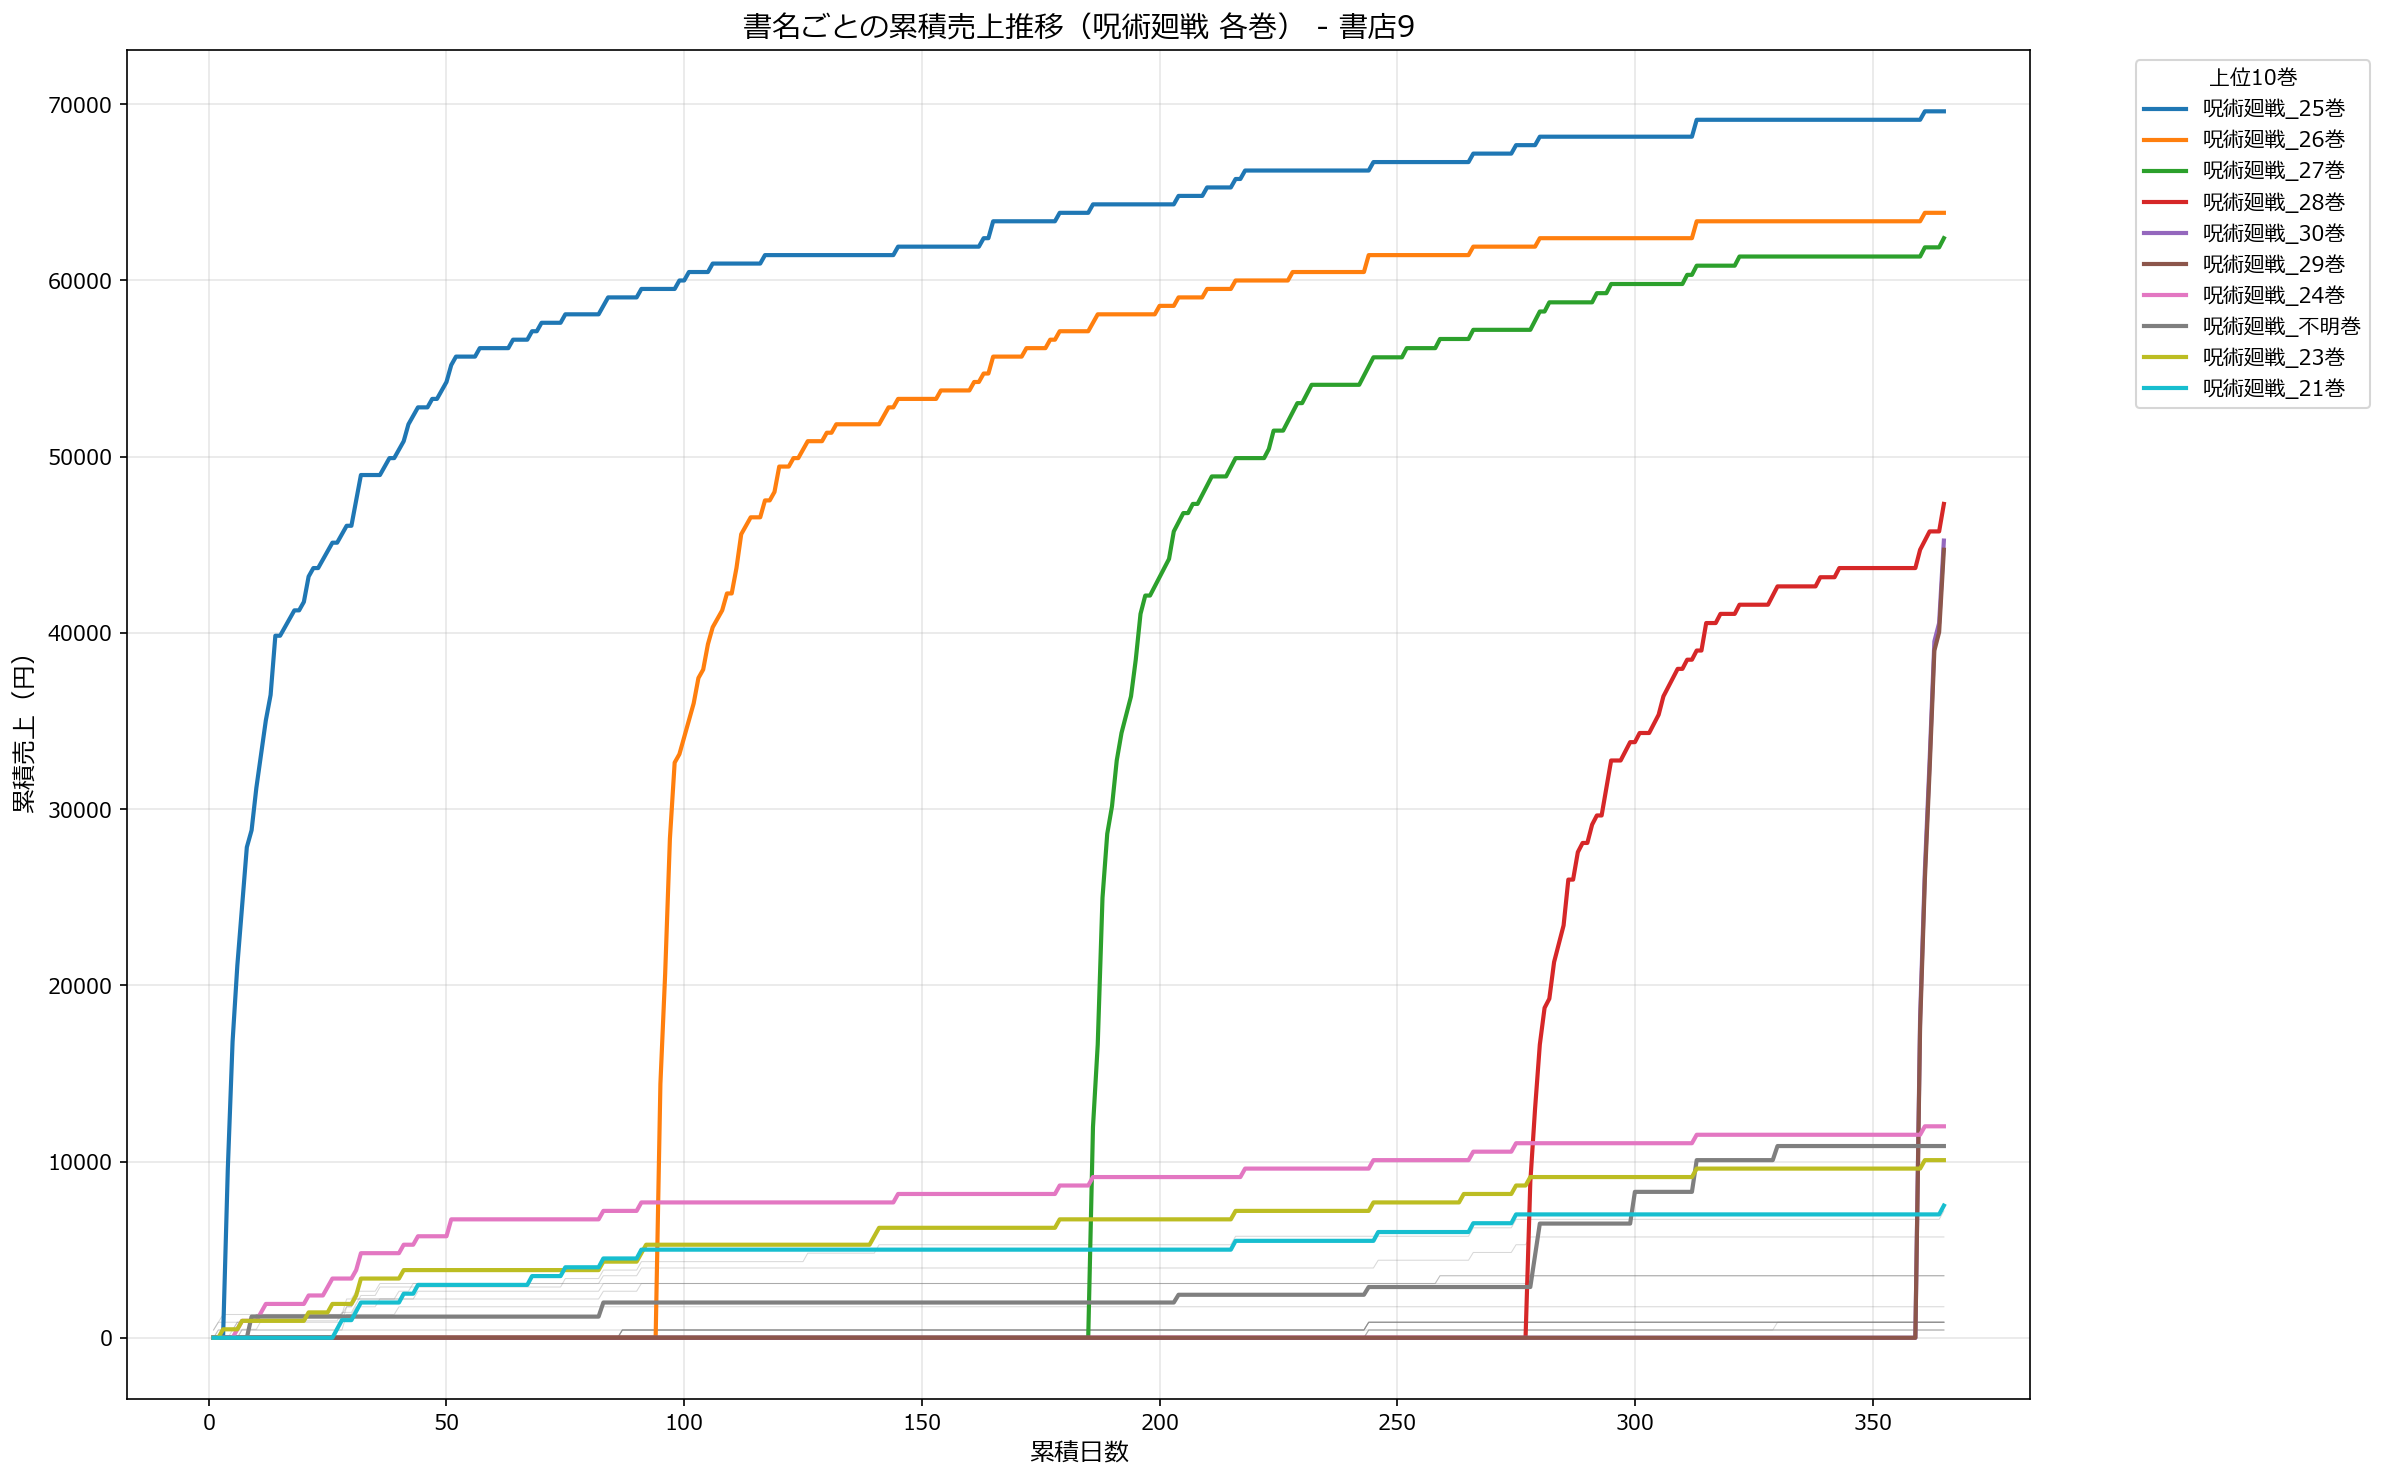 書名ごとの累積売上推移（呪術廻戦 各巻） - 書店9
上位10巻
呪術廻戦_25巻
呪術廻戦_26巻
呪術廻戦_27巻
呪術廻戦_28巻
呪術廻戦_30巻
呪術廻戦_29巻
呪術廻戦_24巻
呪術廻戦_不明巻
呪術廻戦_23巻
呪術廻戦_21巻
累積売上（円）
70000
60000
50000
40000
30000
20000
10000
0
0 50 100 150 200 250 300 350
累積日数